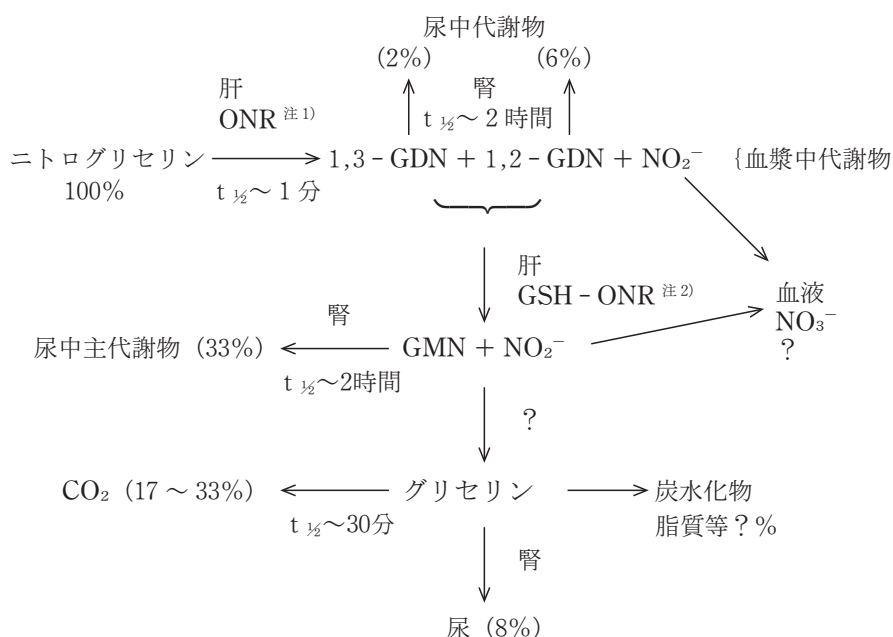 尿中代謝物
(2%) (6%)
肝 腎
ONR 注1) t ½～2時間
ニトログリセリン 1,3-GDN + 1,2-GDN + NO₂⁻ {血漿中代謝物
100% t ½～1分
肝
GSH-ONR 注2) 血液
腎 NO₃⁻
尿中主代謝物 (33%) GMN + NO₂⁻ ?
t ½～2時間
?
CO₂ (17～33%) グリセリン 炭水化物
t ½～30分 脂質等?%
腎
尿 (8%)